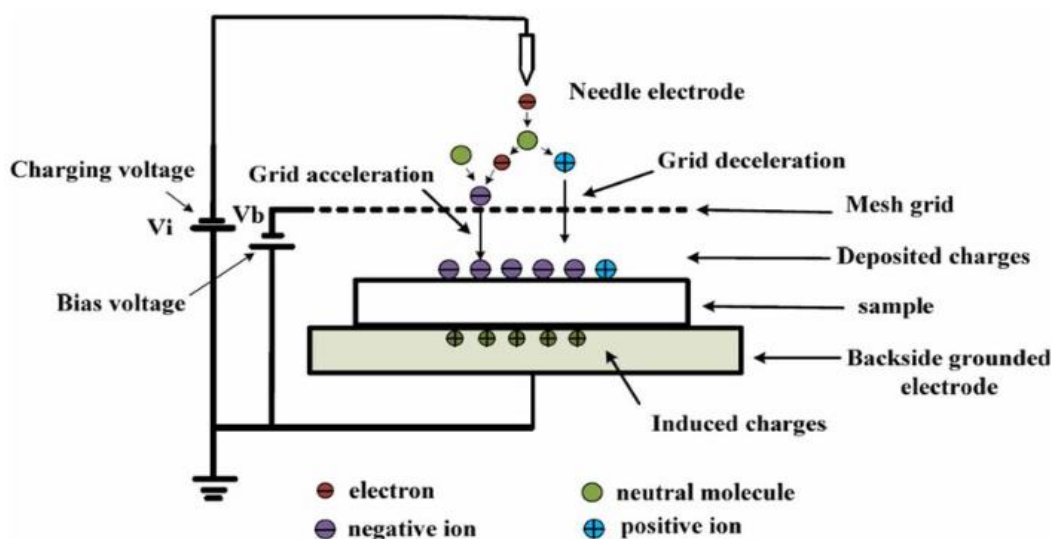 Needle electrode
Charging voltage
Grid acceleration
Grid deceleration
Vi
Vb
Mesh grid
Deposited charges
Bias voltage
sample
Backside grounded
electrode
Induced charges
electron
neutral molecule
negative ion
positive ion